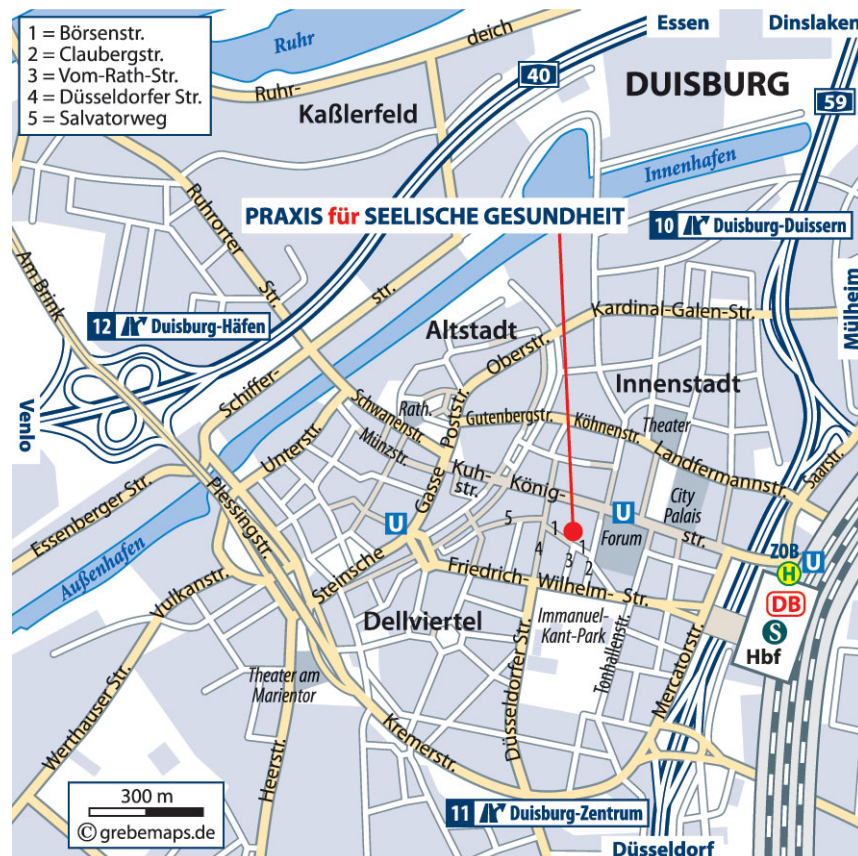 1 = Börsenstr.
2 = Claubergstr.
3 = Vom-Rath-Str.
4 = Düsseldorfer Str.
5 = Salvatorweg
Essen
Dinslaken
Ruhr
deich
Ruhr-
40
DUISBURG
59
Kaßlerfeld
Innenhafen
Ruhrorter
Str.
PRAXIS für SEELISCHE GESUNDHEIT
10 Duisburg-Duissern
Am Brink
Mülheim
12 Duisburg-Häfen
Schiffer-
str.
Altstadt
Oberstr.
Kardinal-Galen-Str.
Innenstadt
Venlo
Rath.
Schwanenstr.
Poststr.
Gutenbergstr.
Köhnenstr.
Theater
Landfermannstr.
Saarstr.
Unterstr.
Münzstr.
Kuh-
str.
König-
str.
City
Palais
Essenberger Str.
Plessingstr.
Gasse
Steinsche
U
5
1
1
4
3
2
U
Forum
ZOB
H
U
DB
S
Hbf
Außenhafen
Vulkanstr.
Friedrich-
Wilhelm-
Str.
Dellviertel
Immanuel-
Kant-Park
Tonhallenstr.
Mercatorstr.
Theater am
Marientor
Werthauser Str.
Heerstr.
Kremerstr.
Düsseldorfer Str.
300 m
© grebemaps.de
11 Duisburg-Zentrum
Düsseldorf